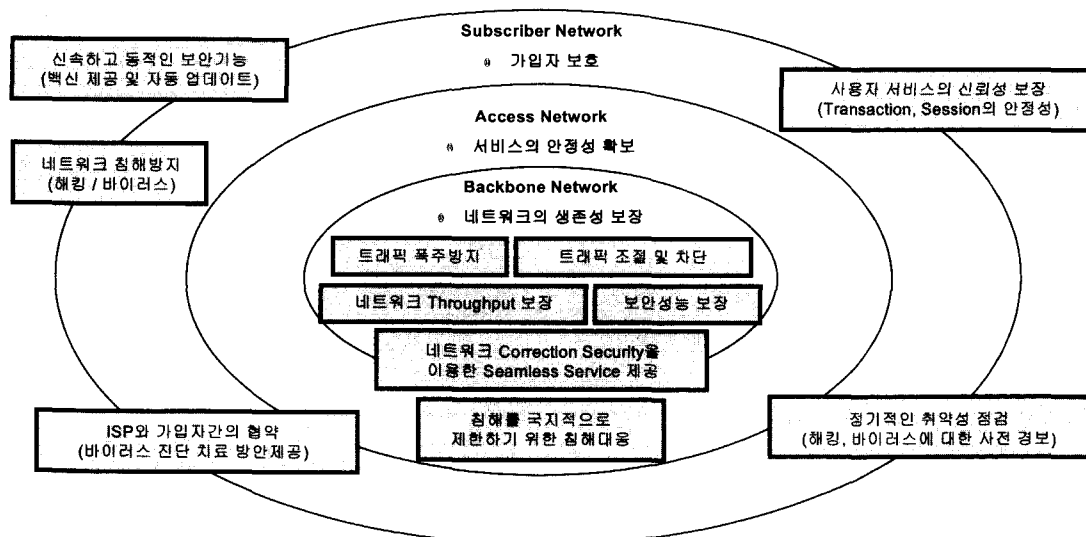 Subscriber Network
가입자 보호
신속하고 동적인 보안기능
(백신 제공 및 자동 업데이트)
사용자 서비스의 신뢰성 보장
(Transaction, Session의 안정성)
Access Network
서비스의 안정성 확보
네트워크 침해방지
(해킹 / 바이러스)
Backbone Network
네트워크의 생존성 보장
트래픽 폭주방지
트래픽 조절 및 차단
네트워크 Throughput 보장
보안성능 보장
네트워크 Correction Security을
이용한 Seamless Service 제공
침해를 국지적으로
제한하기 위한 침해대응
ISP와 가입자간의 협약
(바이러스 진단 치료 방안제공)
정기적인 취약성 점검
(해킹, 바이러스에 대한 사전 경보)